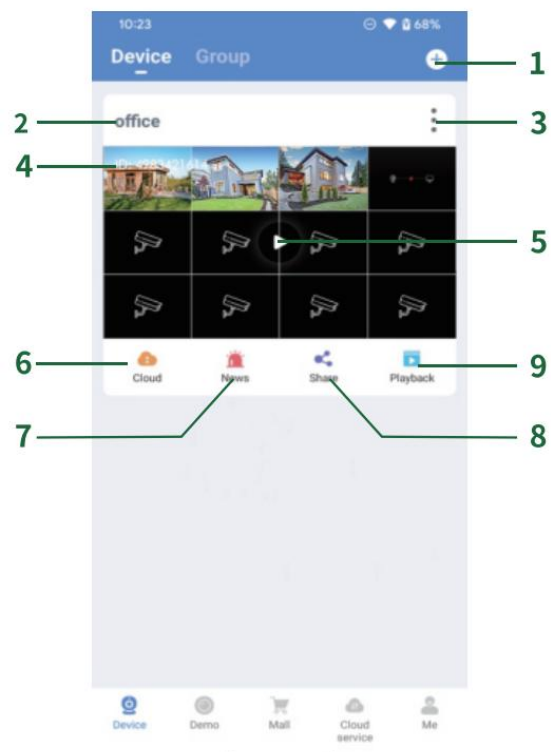 10:23 68%
Device Group
1
2 office 3
4
5
6 Cloud News Share Playback 9
7 8
Device Demo Mall Cloud service Me